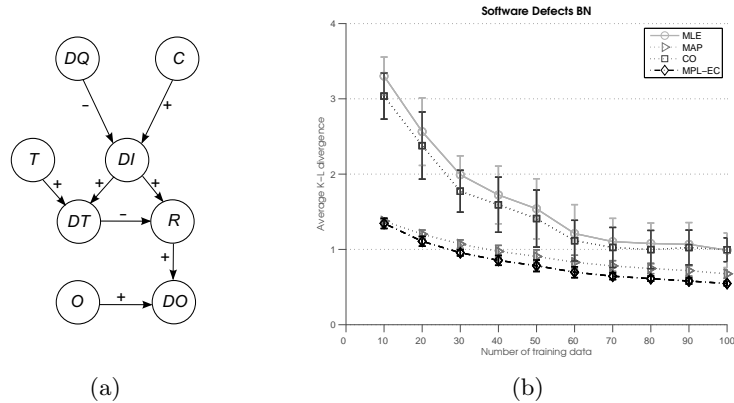 DQ
C
−
+
T
DI
+
+
+
DT
−
R
+
O
+
DO
(a)
Software Defects BN
MLE
MAP
CO
MPL−EC
Average K−L divergence
4
3
2
1
0
0 10 20 30 40 50 60 70 80 90 100
Number of training data
(b)